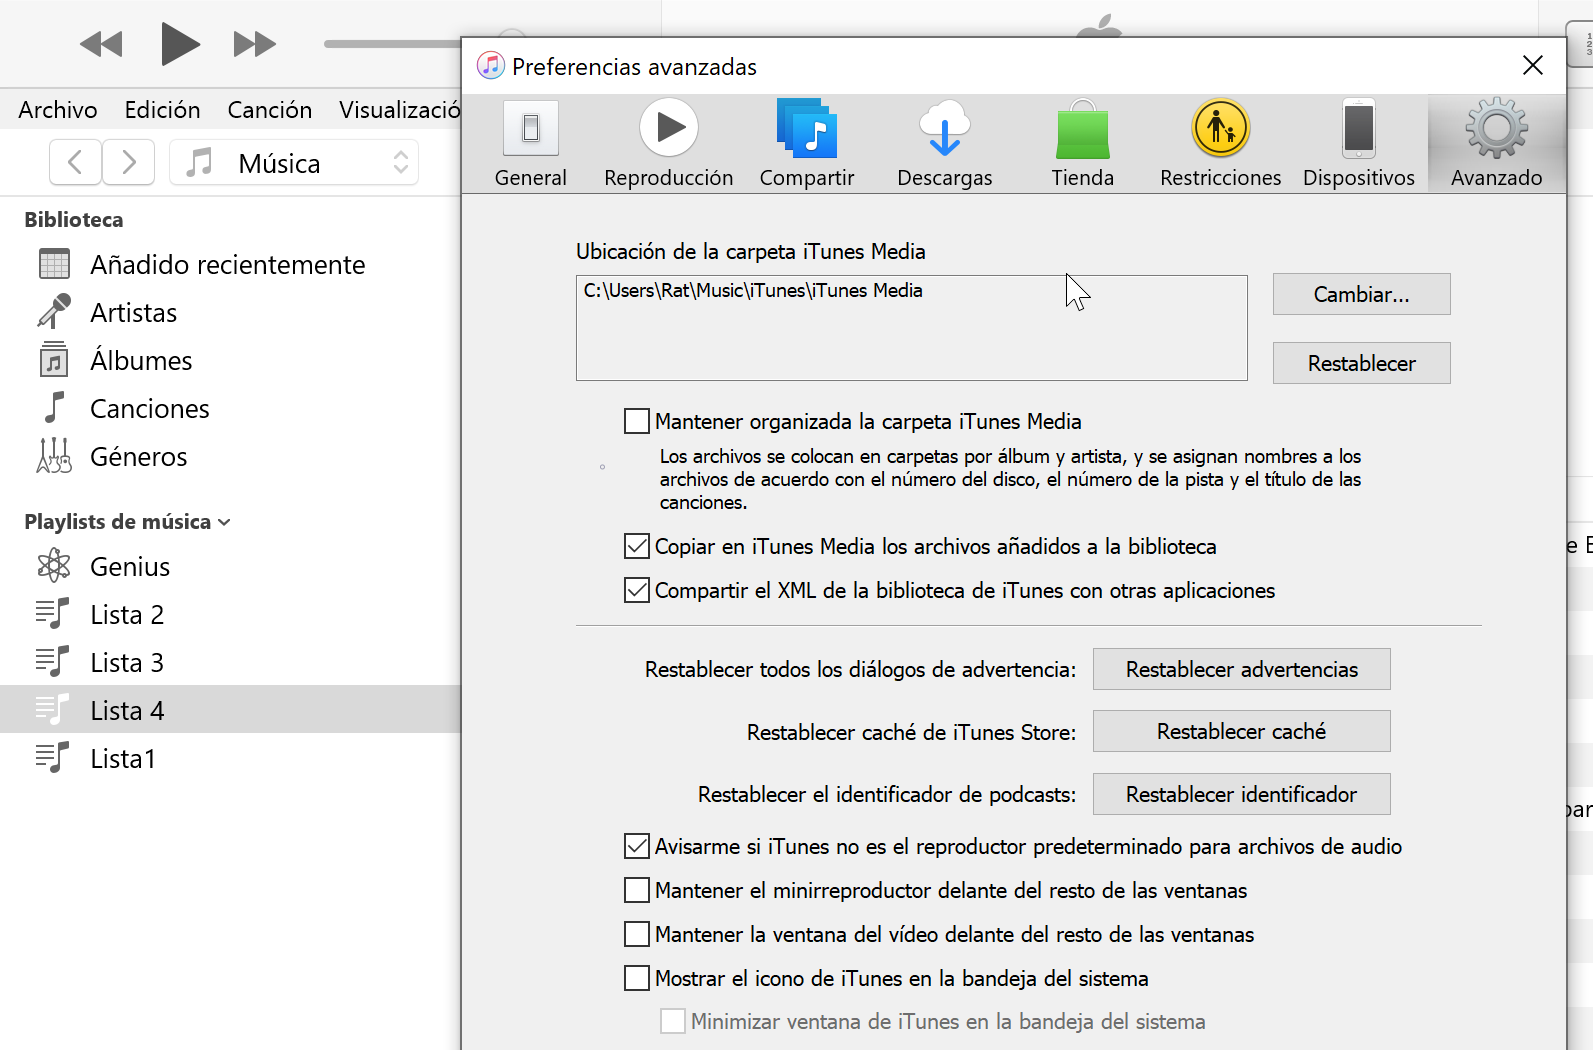 Preferencias avanzadas
Archivo Edición Canción Visualizació
General Reproducción Compartir Descargas Tienda Restricciones Dispositivos Avanzado
Música
Biblioteca
Añadido recientemente
Artistas
Álbumes
Canciones
Géneros
Playlists de música
Genius
Lista 2
Lista 3
Lista 4
Lista1
Ubicación de la carpeta iTunes Media
C:\Users\Rat\Music\iTunes\iTunes Media
Cambiar...
Restablecer
Mantener organizada la carpeta iTunes Media
Los archivos se colocan en carpetas por álbum y artista, y se asignan nombres a los
archivos de acuerdo con el número del disco, el número de la pista y el título de las
canciones.
Copiar en iTunes Media los archivos añadidos a la biblioteca
Compartir el XML de la biblioteca de iTunes con otras aplicaciones
Restablecer todos los diálogos de advertencia: Restablecer advertencias
Restablecer caché de iTunes Store: Restablecer caché
Restablecer el identificador de podcasts: Restablecer identificador
Avisarme si iTunes no es el reproductor predeterminado para archivos de audio
Mantener el minirreproductor delante del resto de las ventanas
Mantener la ventana del vídeo delante del resto de las ventanas
Mostrar el icono de iTunes en la bandeja del sistema
Minimizar ventana de iTunes en la bandeja del sistema